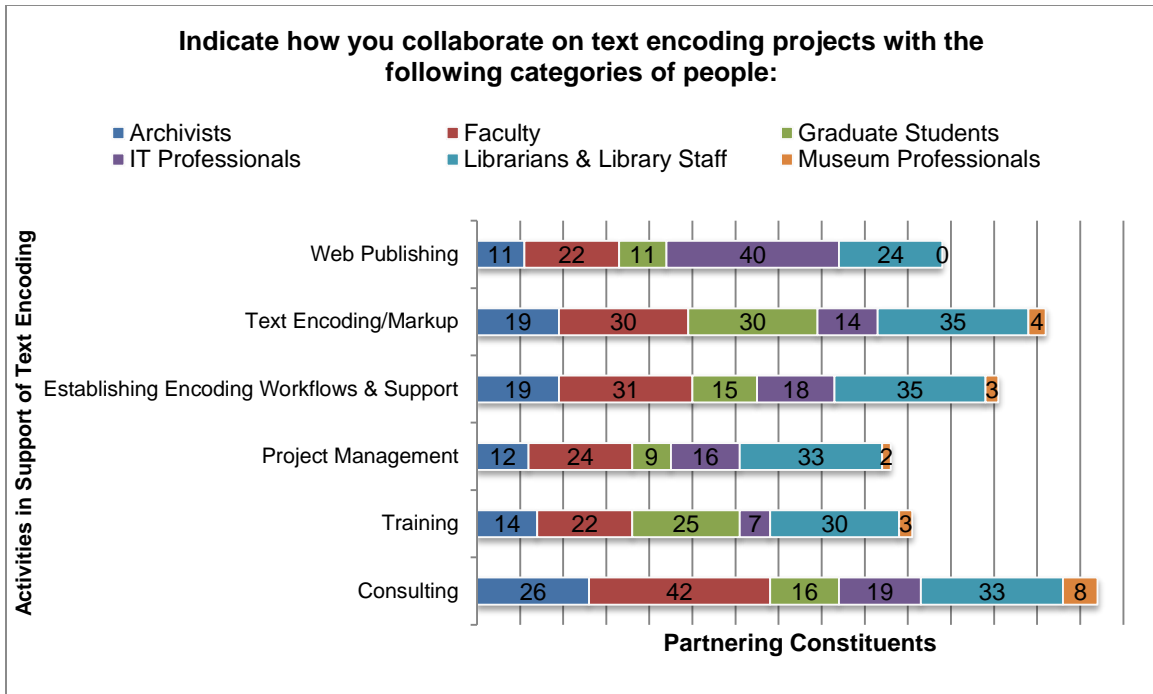 Indicate how you collaborate on text encoding projects with the
following categories of people:
Archivists Faculty Graduate Students
IT Professionals Librarians & Library Staff Museum Professionals
Activities in Support of Text Encoding
Web Publishing 11 22 11 40 24 0
Text Encoding/Markup 19 30 30 14 35 4
Establishing Encoding Workflows & Support 19 31 15 18 35 3
Project Management 12 24 9 16 33 2
Training 14 22 25 7 30 3
Consulting 26 42 16 19 33 8
Partnering Constituents